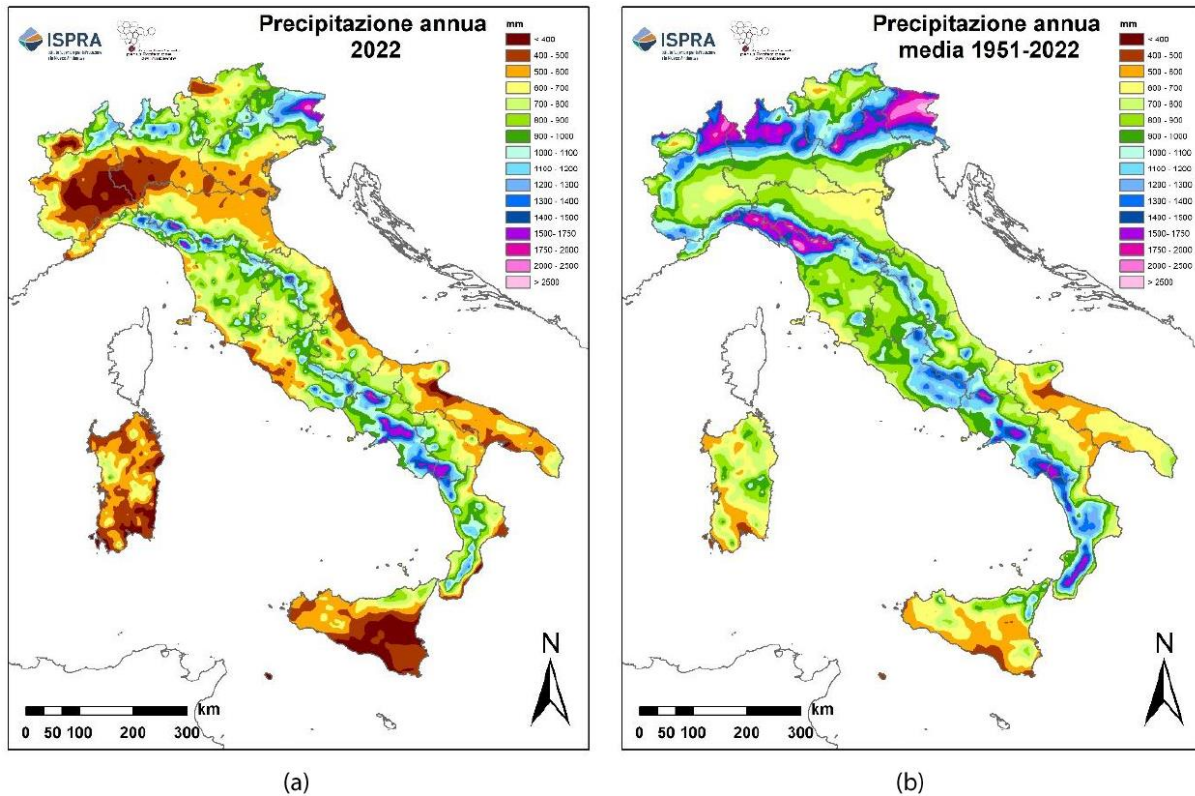 ISPRA
Precipitazione annua
2022
mm
< 400
400 - 500
500 - 600
600 - 700
700 - 800
800 - 900
900 - 1000
1000 - 1100
1100 - 1200
1200 - 1300
1300 - 1400
1400 - 1500
1500 - 1750
1750 - 2000
2000 - 2500
> 2500
N
km
0 50 100 200 300
(a)
ISPRA
Precipitazione annua
media 1951-2022
mm
< 400
400 - 500
500 - 600
600 - 700
700 - 800
800 - 900
900 - 1000
1000 - 1100
1100 - 1200
1200 - 1300
1300 - 1400
1400 - 1500
1500 - 1750
1750 - 2000
2000 - 2500
> 2500
N
km
0 50 100 200 300
(b)